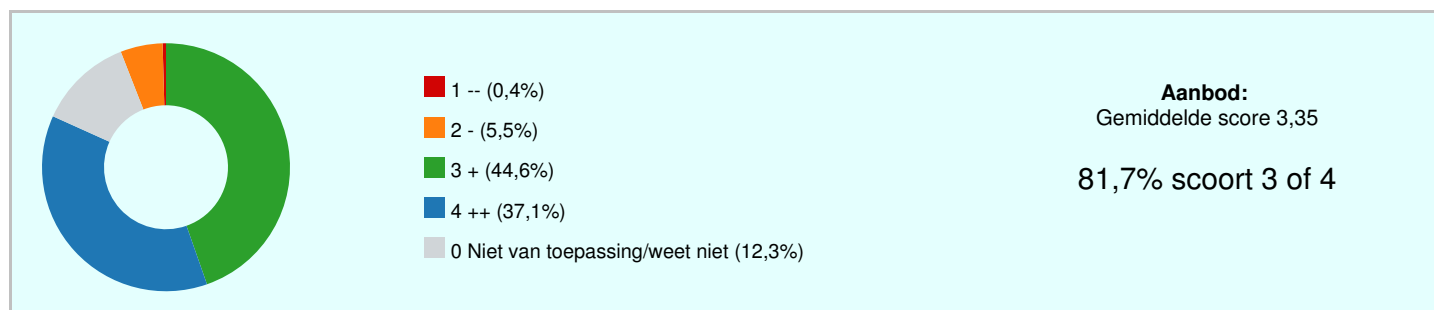 1 -- (0,4%)
2 - (5,5%)
3 + (44,6%)
4 ++ (37,1%)
0 Niet van toepassing/weet niet (12,3%)
Aanbod:
Gemiddelde score 3,35
81,7% scoort 3 of 4